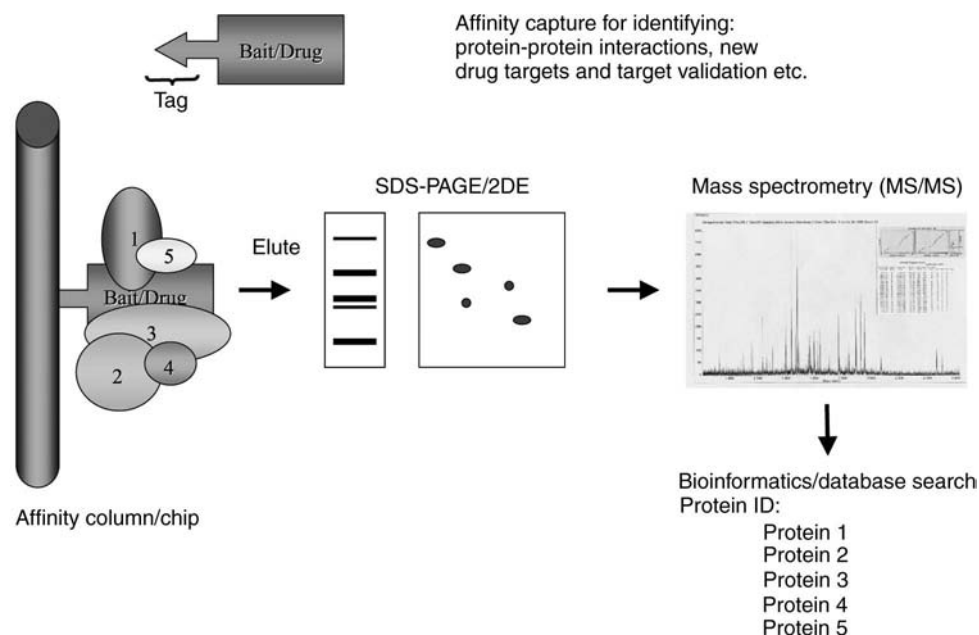 Bait/Drug
Tag
Affinity capture for identifying:
protein-protein interactions, new
drug targets and target validation etc.
1
5
Bait/Drug
3
2
4
Affinity column/chip
Elute
SDS-PAGE/2DE
Mass spectrometry (MS/MS)
Bioinformatics/database search
Protein ID:
Protein 1
Protein 2
Protein 3
Protein 4
Protein 5